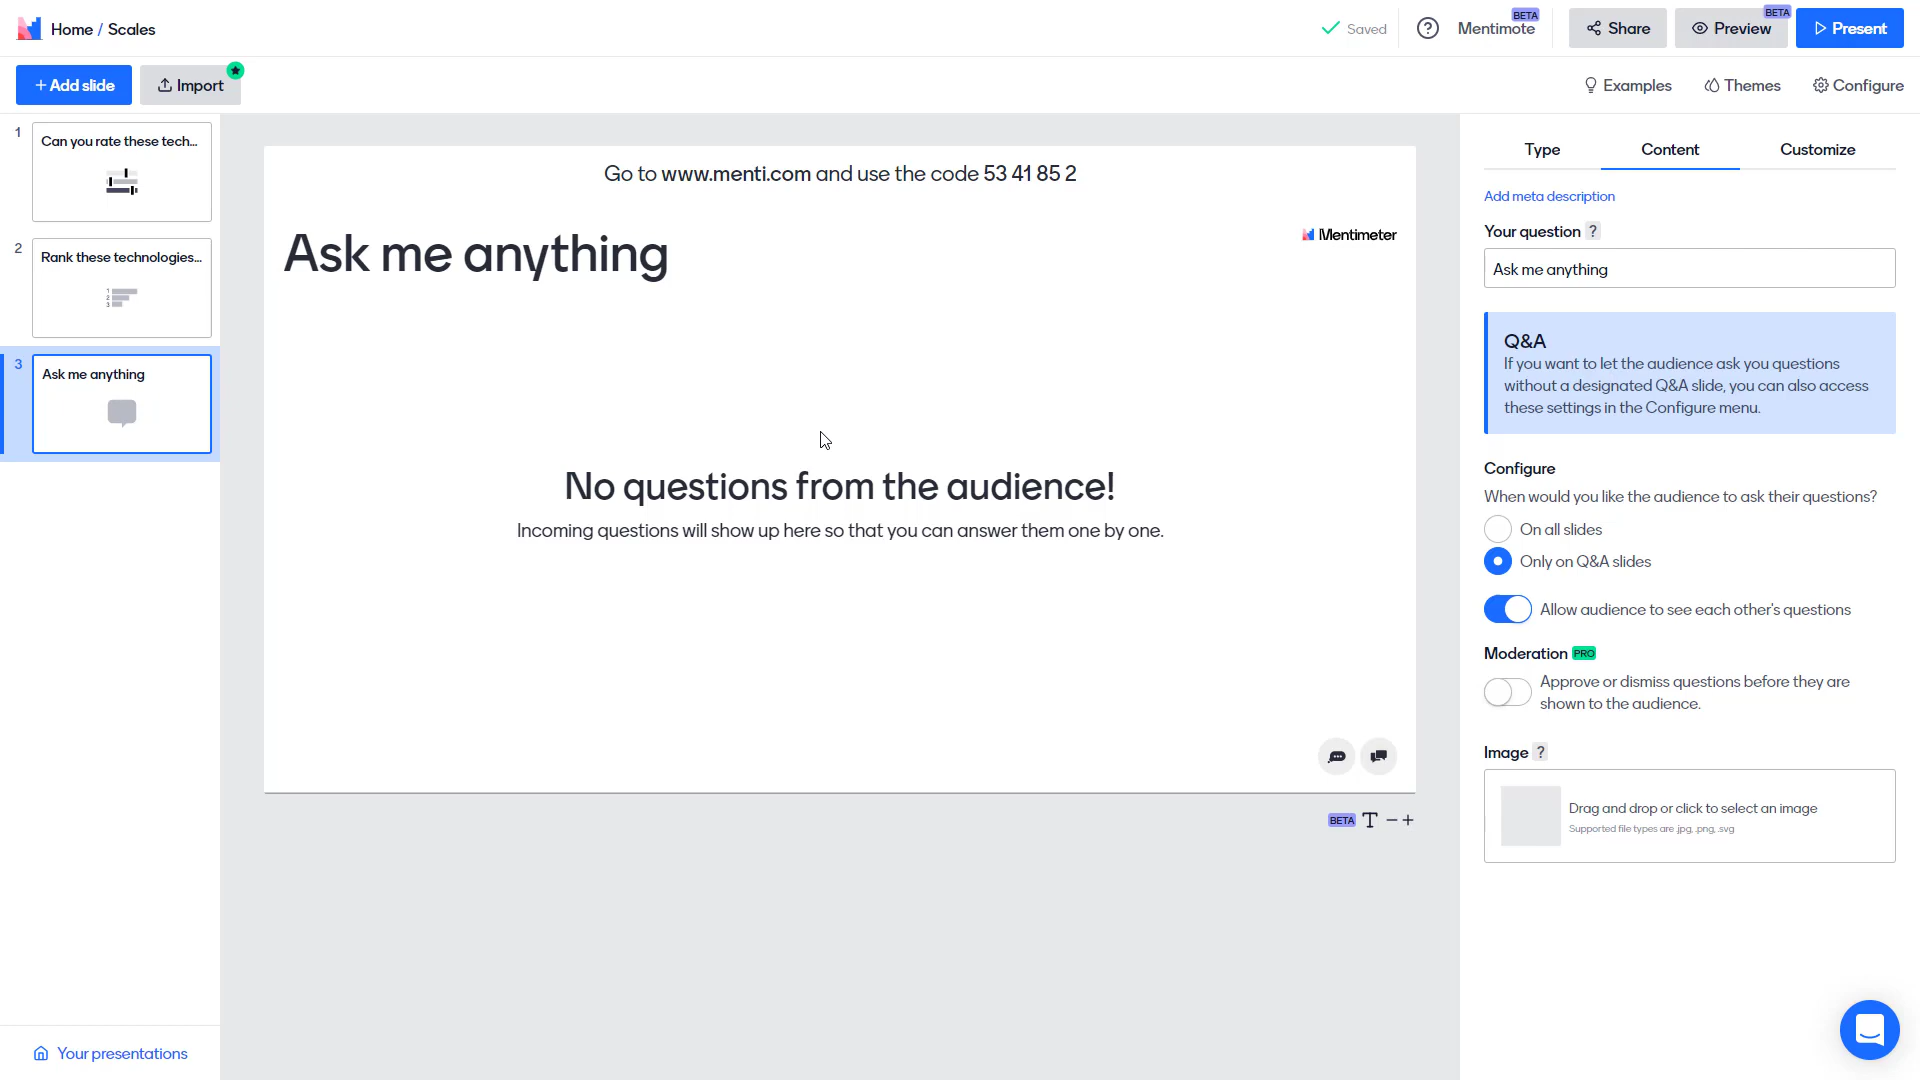 Home / Scales
Saved
?
Mentimote
BETA
Share
Preview
BETA
Present
+ Add slide
Import
Examples
Themes
Configure
1
Can you rate these tech...
2
Rank these technologies...
1
2
3
3
Ask me anything
Your presentations
Go to www.menti.com and use the code 53 41 85 2
Ask me anything
Mentimeter
No questions from the audience!
Incoming questions will show up here so that you can answer them one by one.
BETA T − +
Type
Content
Customize
Add meta description
Your question ?
Ask me anything
Q&A
If you want to let the audience ask you questions
without a designated Q&A slide, you can also access
these settings in the Configure menu.
Configure
When would you like the audience to ask their questions?
On all slides
Only on Q&A slides
Allow audience to see each other's questions
Moderation PRO
Approve or dismiss questions before they are
shown to the audience.
Image ?
Drag and drop or click to select an image
Supported file types are .jpg, .png, .svg